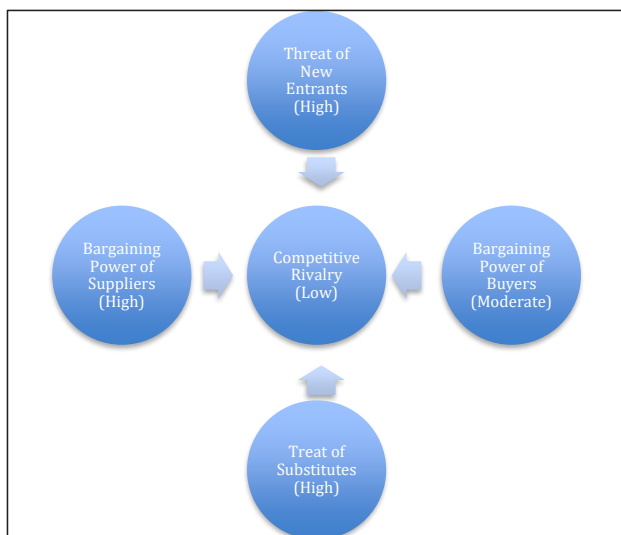 Threat of
New
Entrants
(High)
Bargaining
Power of
Suppliers
(High)
Competitive
Rivalry
(Low)
Bargaining
Power of
Buyers
(Moderate)
Treat of
Substitutes
(High)